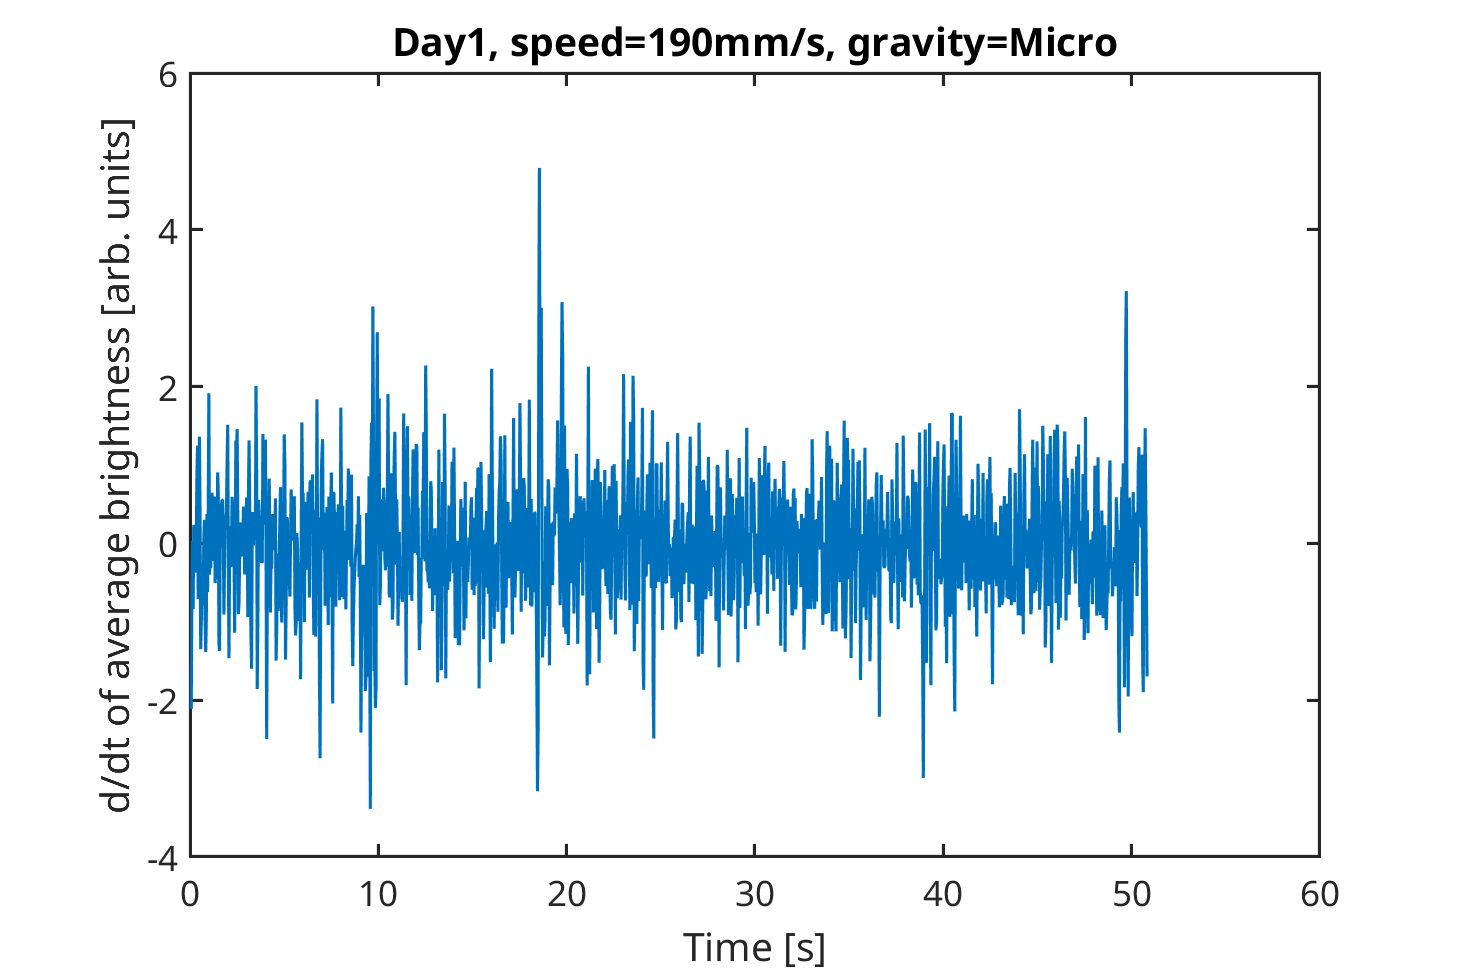 Day1, speed=190mm/s, gravity=Micro
6
4
2
0
-2
-4
d/dt of average brightness [arb. units]
0 10 20 30 40 50 60
Time [s]